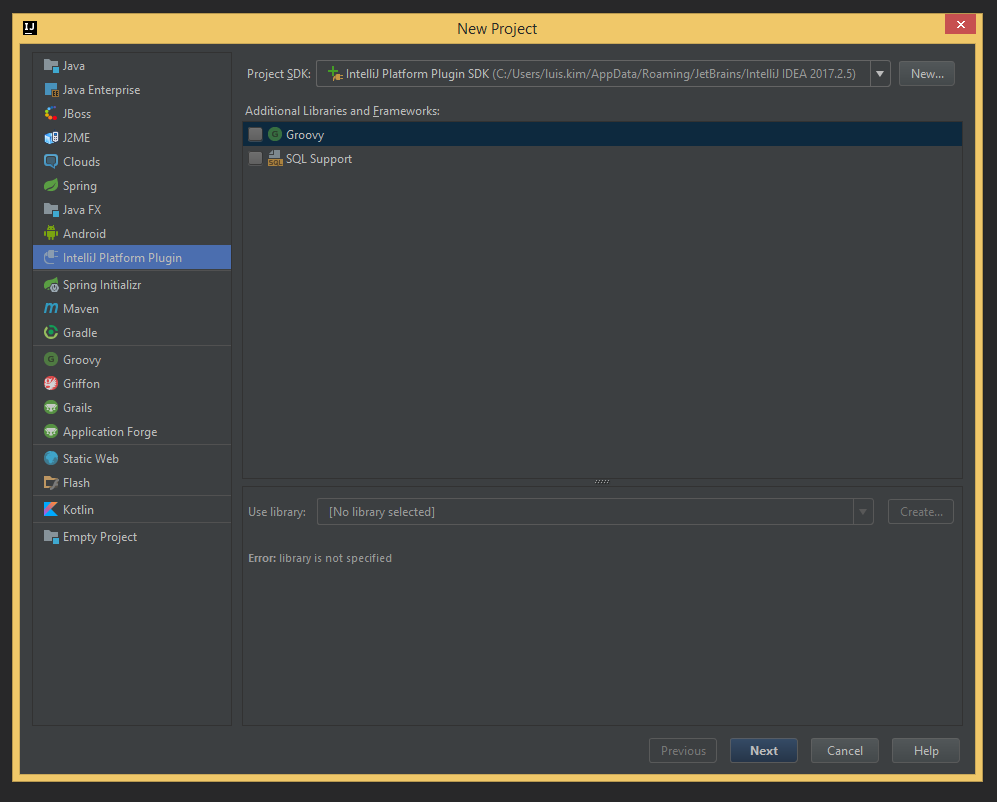 IJ
New Project
Java
Java Enterprise
JBoss
J2ME
Clouds
Spring
Java FX
Android
IntelliJ Platform Plugin
Spring Initializr
Maven
Gradle
Groovy
Griffon
Grails
Application Forge
Static Web
Flash
Kotlin
Empty Project
Project SDK: IntelliJ Platform Plugin SDK (C:/Users/luis.kim/AppData/Roaming/JetBrains/IntelliJ IDEA 2017.2.5) New...
Additional Libraries and Frameworks:
G Groovy
SQL SQL Support
Use library: [No library selected] Create...
Error: library is not specified
Previous Next Cancel Help